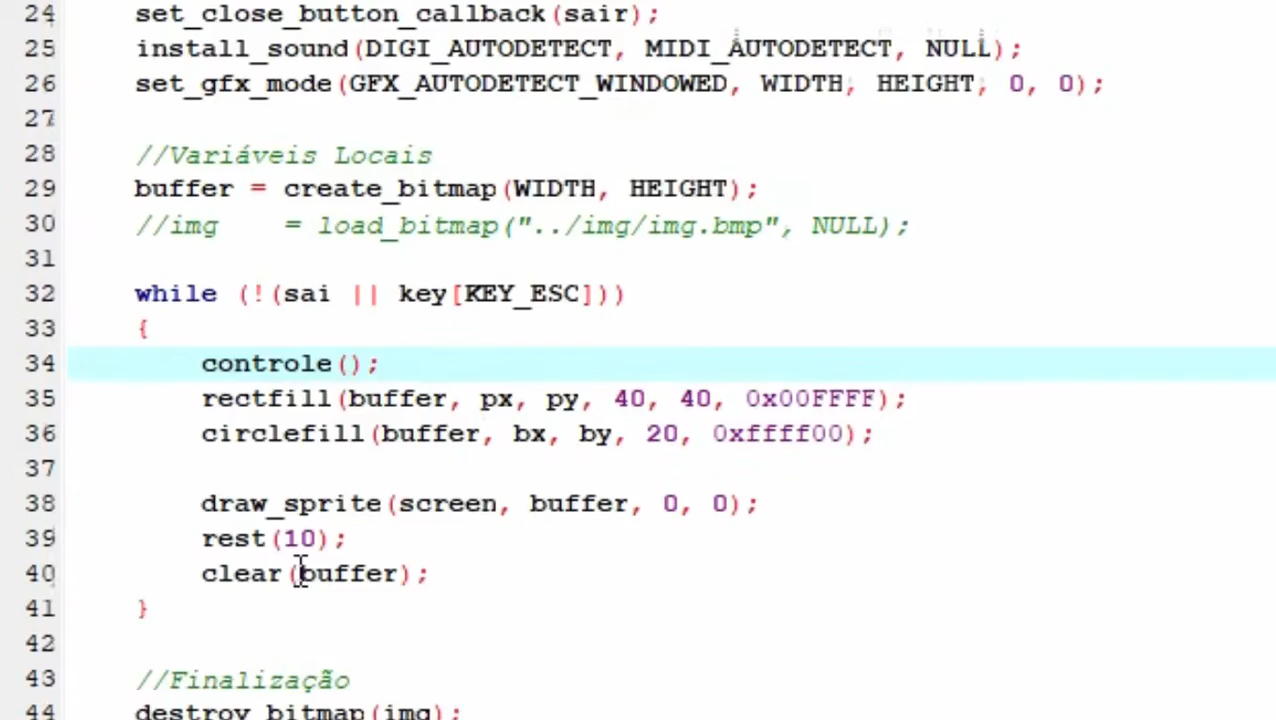 24 set_close_button_callback(sair);
25 install_sound(DIGI_AUTODETECT, MIDI_AUTODETECT, NULL);
26 set_gfx_mode(GFX_AUTODETECT_WINDOWED, WIDTH, HEIGHT, 0, 0);
27
28 //Variáveis Locais
29 buffer = create_bitmap(WIDTH, HEIGHT);
30 //img    = load_bitmap("../img/img.bmp", NULL);
31
32 while (!(sai || key[KEY_ESC]))
33 {
34     controle();
35     rectfill(buffer, px, py, 40, 40, 0x00FFFF);
36     circlefill(buffer, bx, by, 20, 0xffff00);
37
38     draw_sprite(screen, buffer, 0, 0);
39     rest(10);
40     clear(buffer);
41 }
42
43 //Finalização
44 destroy_bitmap(img);